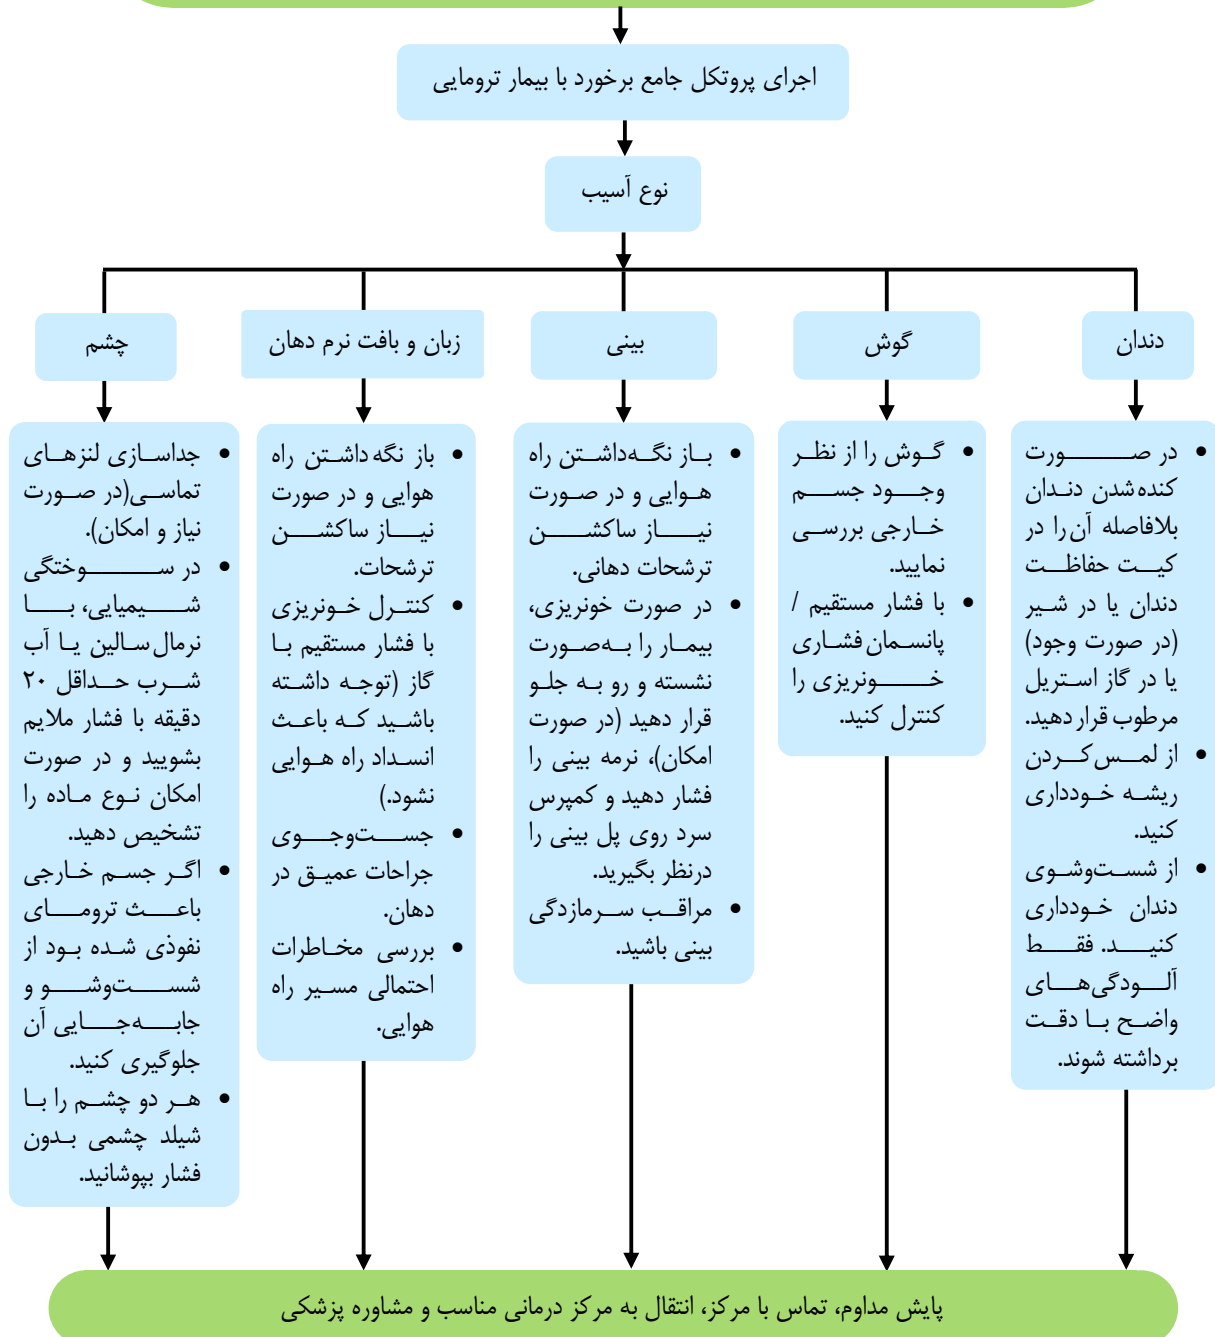 اجرای پروتکل جامع برخورد با بیمار ترومایی
نوع آسیب
دندان
گوش
بینی
زبان و بافت نرم دهان
چشم
• در صورت
کنده‌شدن دندان
بلافاصله آن را در
کیت حفاظت
دندان یا در شیر
(در صورت وجود)
یا در گاز استریل
مرطوب قرار دهید.
• از لمس کردن
ریشه خودداری
کنید.
• از شست‌وشوی
دندان خودداری
کنید. فقط
آلودگی‌های
واضح با دقت
برداشته شوند.
• گوش را از نظر
وجود جسم
خارجی بررسی
نمایید.
• با فشار مستقیم /
پانسمان فشاری
خونریزی را
کنترل کنید.
• باز نگه‌داشتن راه
هوایی و در صورت
نیاز ساکشن
ترشحات دهانی.
• در صورت خونریزی،
بیمار را به‌صورت
نشسته و رو به جلو
قرار دهید (در صورت
امکان)، نرمه بینی را
فشار دهید و کمپرس
سرد روی پل بینی را
درنظر بگیرید.
• مراقب سرمازدگی
بینی باشید.
• باز نگه داشتن راه
هوایی و در صورت
نیاز ساکشن
ترشحات.
• کنترل خونریزی
با فشار مستقیم با
گاز (توجه داشته
باشید که باعث
انسداد راه هوایی
نشود.)
• جست‌وجوی
جراحات عمیق در
دهان.
• بررسی مخاطرات
احتمالی مسیر راه
هوایی.
• جداسازی لنزهای
تماسی(در صورت
نیاز و امکان).
• در سوختگی
شیمیایی، با
نرمال سالین یا آب
شرب حداقل ۲۰
دقیقه با فشار ملایم
بشویید و در صورت
امکان نوع ماده را
تشخیص دهید.
• اگر جسم خارجی
باعث ترومای
نفوذی شده بود از
شست‌وشو و
جابه‌جایی آن
جلوگیری کنید.
• هر دو چشم را با
شیلد چشمی بدون
فشار بپوشانید.
پایش مداوم، تماس با مرکز، انتقال به مرکز درمانی مناسب و مشاوره پزشکی